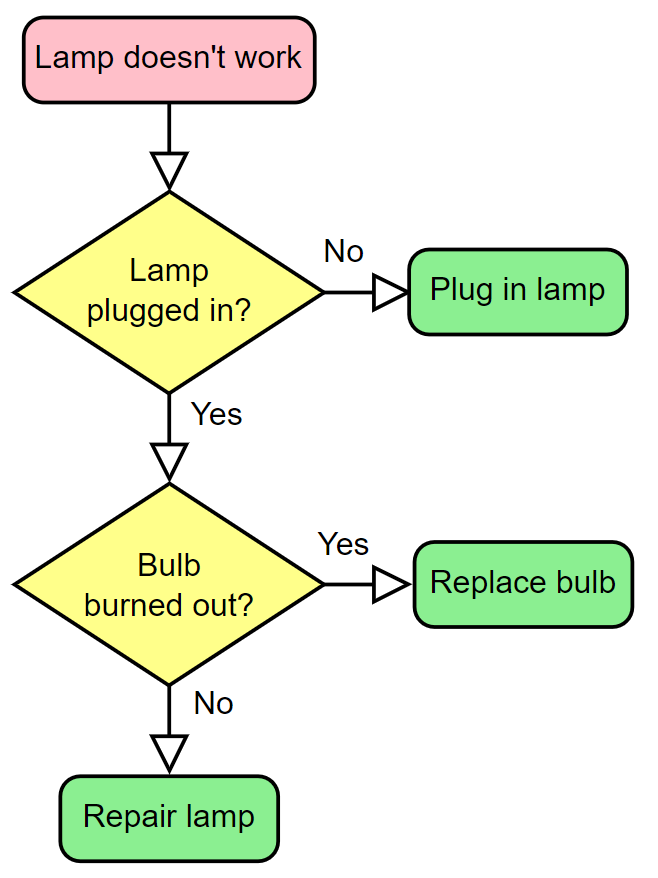 Lamp doesn't work
Lamp
plugged in?
No
Plug in lamp
Yes
Bulb
burned out?
Yes
Replace bulb
No
Repair lamp